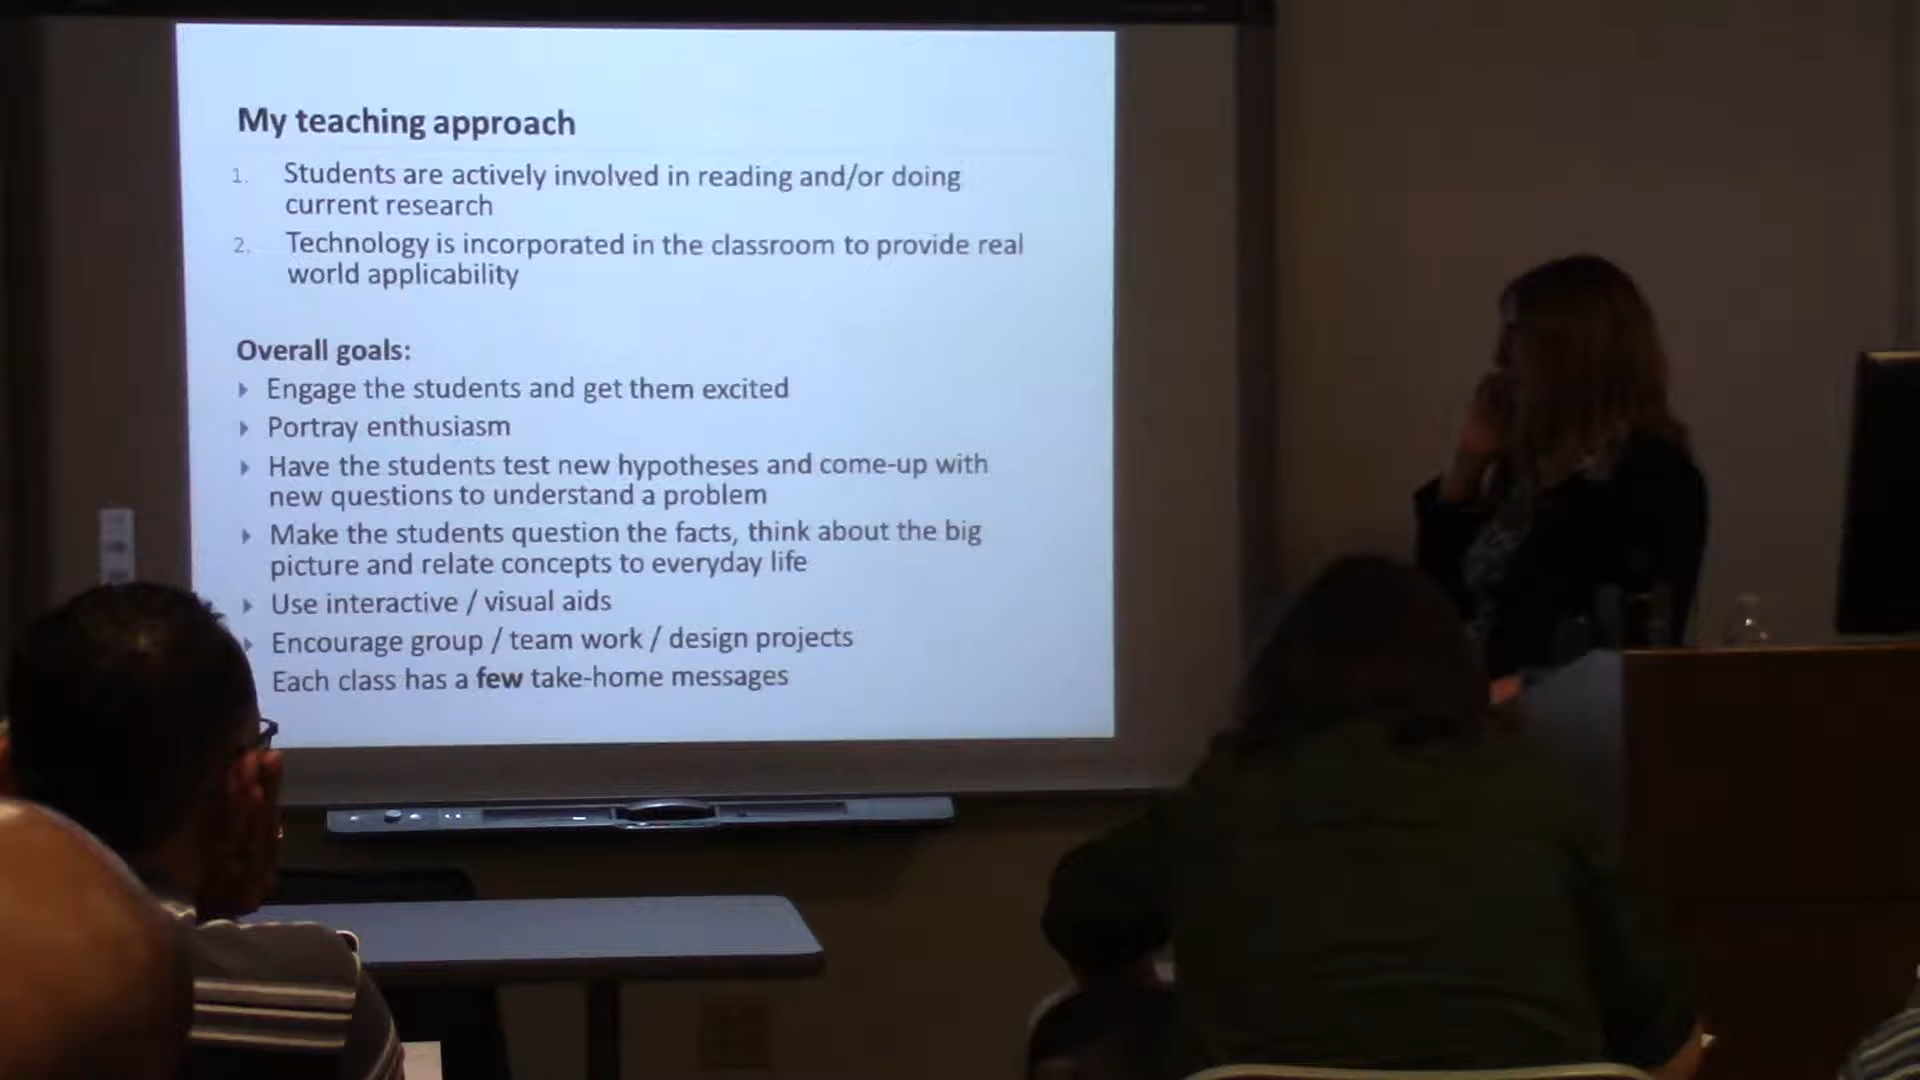 My teaching approach
1. Students are actively involved in reading and/or doing
current research
2. Technology is incorporated in the classroom to provide real
world applicability
Overall goals:
Engage the students and get them excited
Portray enthusiasm
Have the students test new hypotheses and come-up with
new questions to understand a problem
Make the students question the facts, think about the big
picture and relate concepts to everyday life
Use interactive / visual aids
Encourage group / team work / design projects
Each class has a few take-home messages